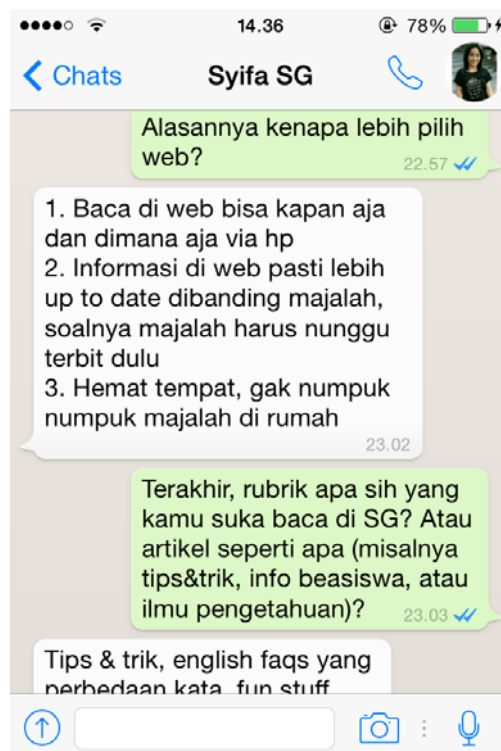 14.36
78%
Chats
Syifa SG
Alasannya kenapa lebih pilih
web?
22.57
1. Baca di web bisa kapan aja
dan dimana aja via hp
2. Informasi di web pasti lebih
up to date dibanding majalah,
soalnya majalah harus nunggu
terbit dulu
3. Hemat tempat, gak numpuk
numpuk majalah di rumah
23.02
Terakhir, rubrik apa sih yang
kamu suka baca di SG? Atau
artikel seperti apa (misalnya
tips&trik, info beasiswa, atau
ilmu pengetahuan)?
23.03
Tips & trik, english faqs yang
perbedaan kata, fun stuff